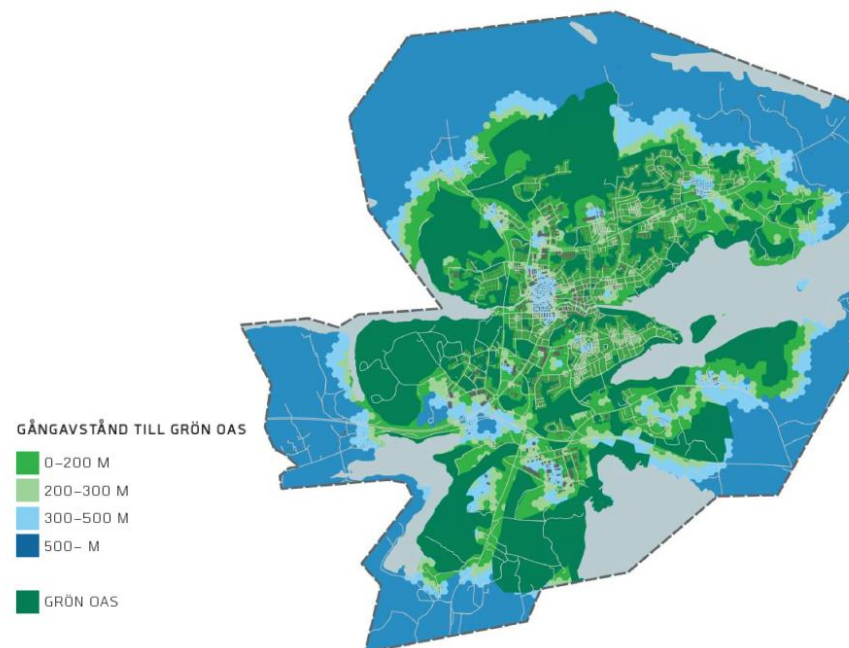 GÅNGAVSTÅND TILL GRÖN OAS
0-200 M
200-300 M
300-500 M
500- M
GRÖN OAS